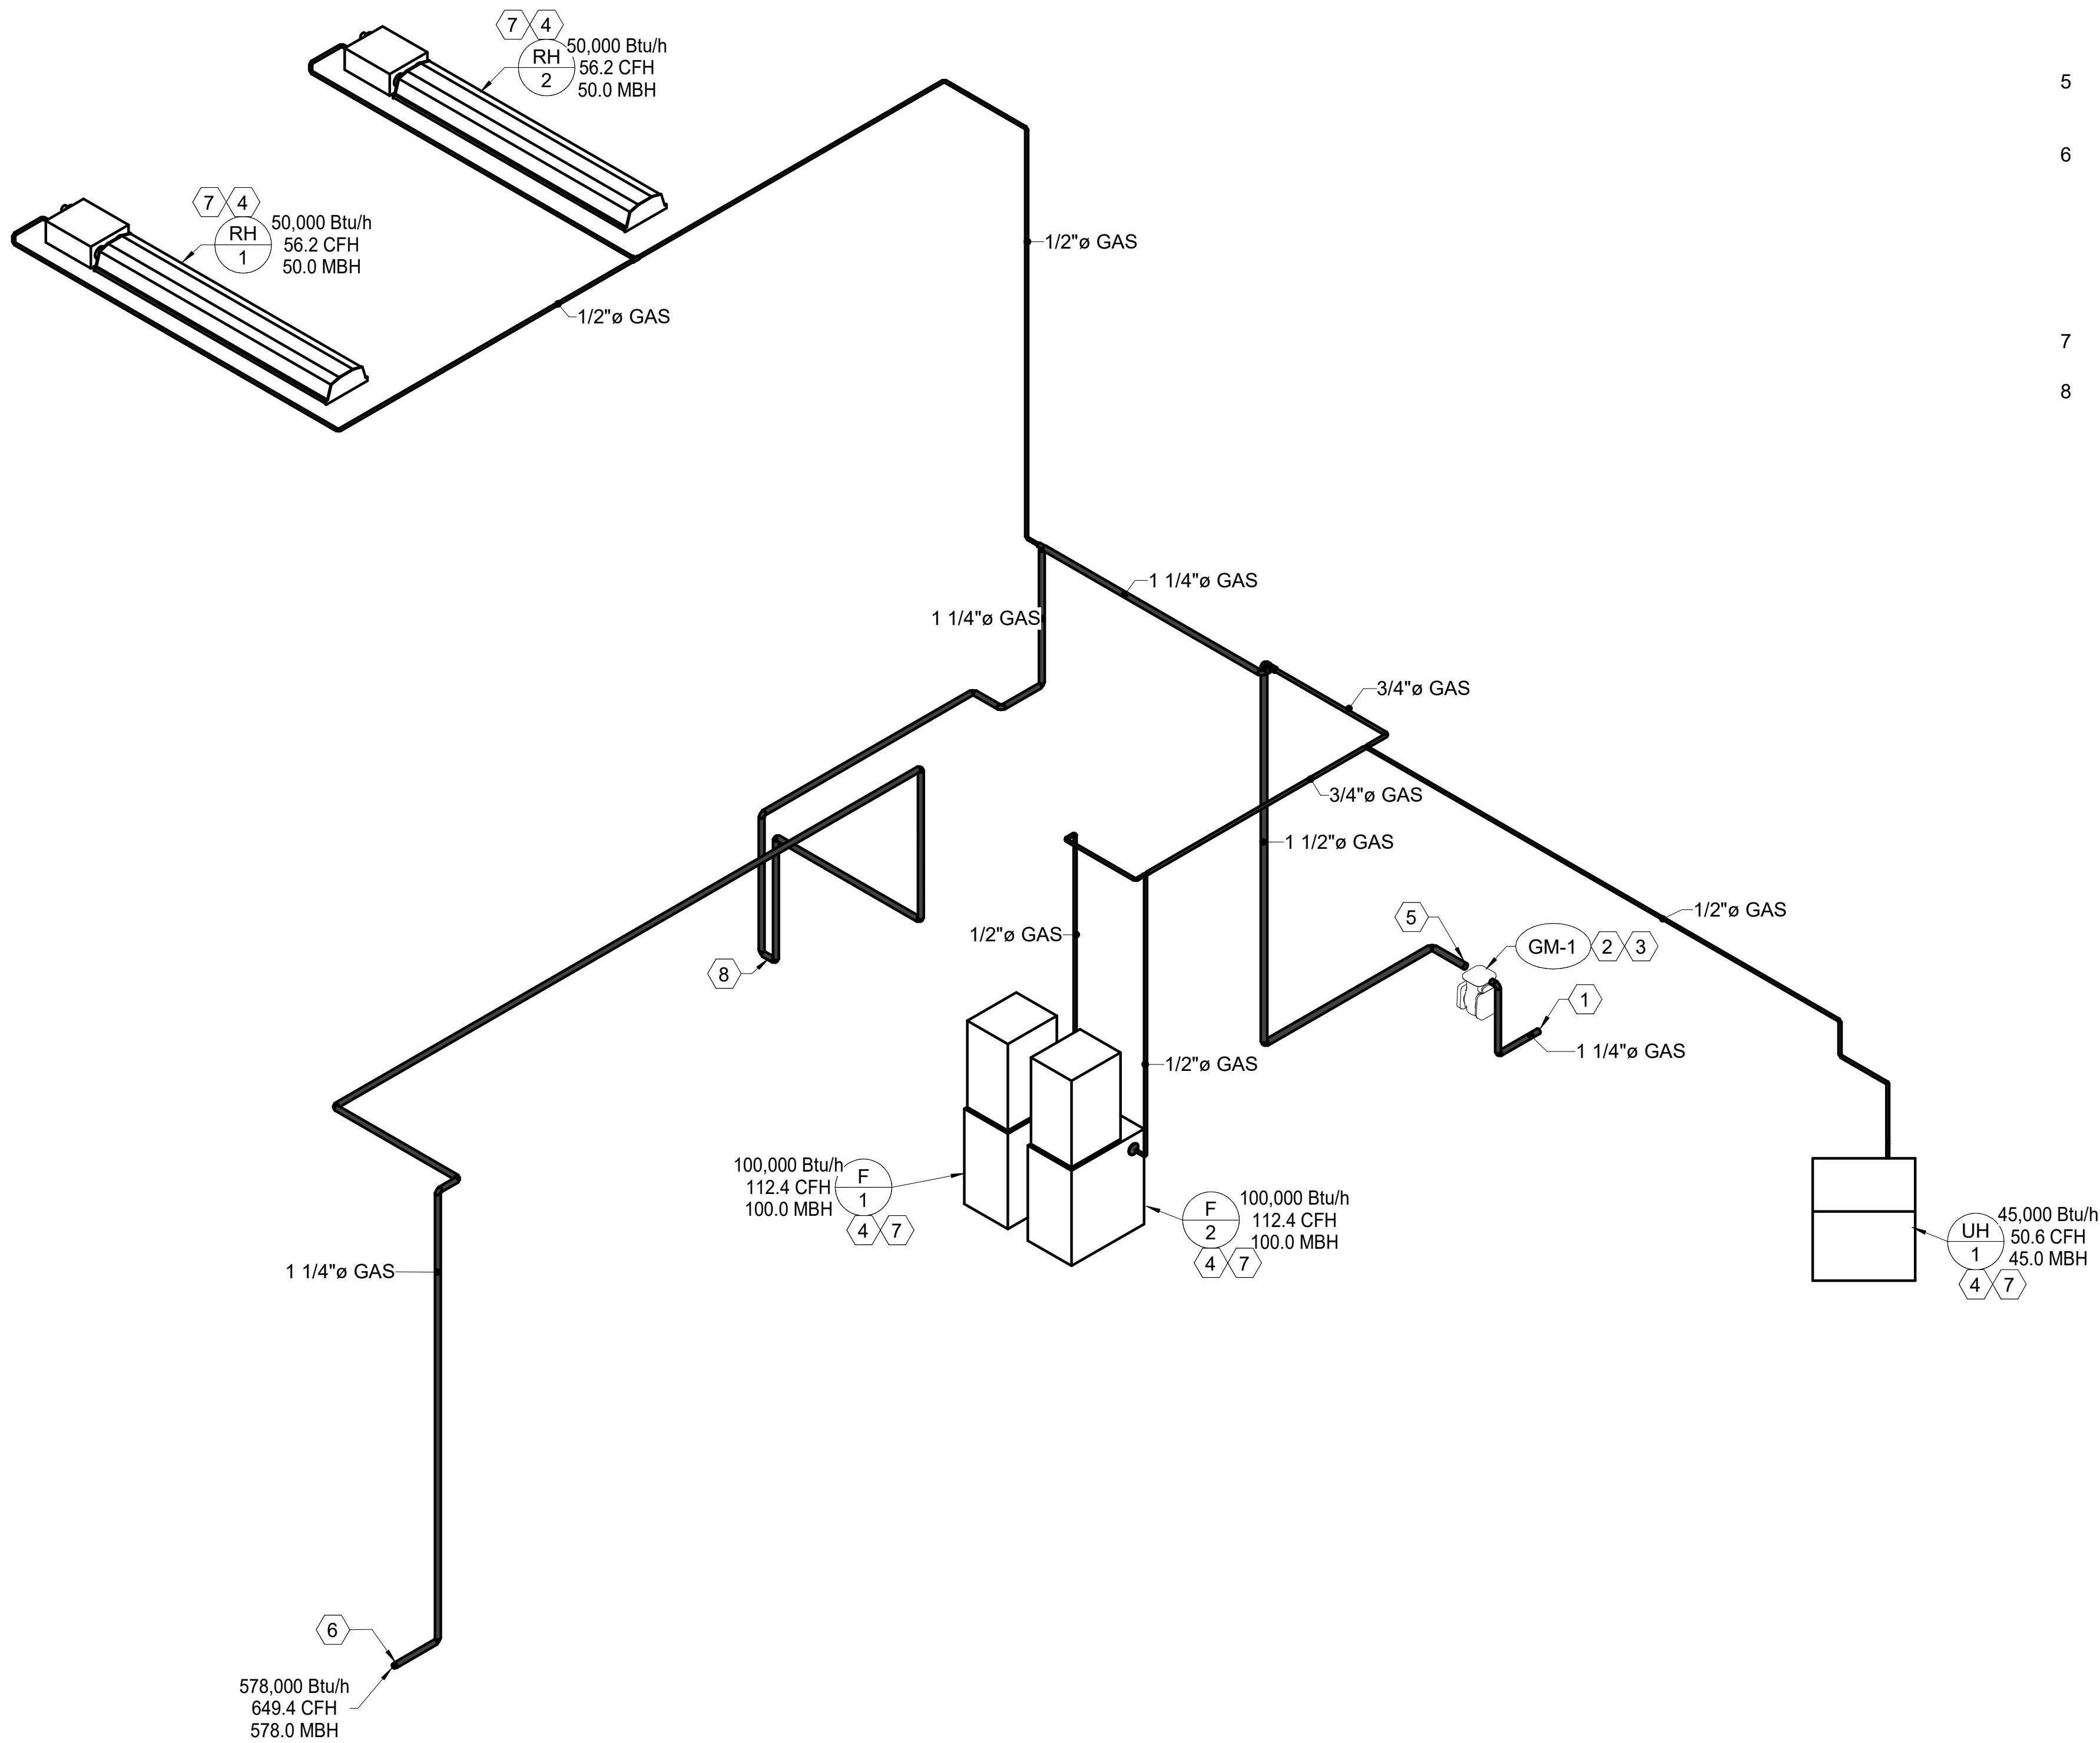 7 4
RH
2
50,000 Btu/h
56.2 CFH
50.0 MBH
5
6
7
8
7 4
RH
1
50,000 Btu/h
56.2 CFH
50.0 MBH
1/2"ø GAS
1/2"ø GAS
1 1/4"ø GAS
1 1/4"ø GAS
3/4"ø GAS
3/4"ø GAS
1 1/2"ø GAS
1/2"ø GAS
1/2"ø GAS
8
5
GM-1 2 3
1
1 1/4"ø GAS
1/2"ø GAS
100,000 Btu/h
112.4 CFH
100.0 MBH
F
1
4 7
F
2
100,000 Btu/h
112.4 CFH
100.0 MBH
4 7
UH
1
45,000 Btu/h
50.6 CFH
45.0 MBH
4 7
1 1/4"ø GAS
6
578,000 Btu/h
649.4 CFH
578.0 MBH